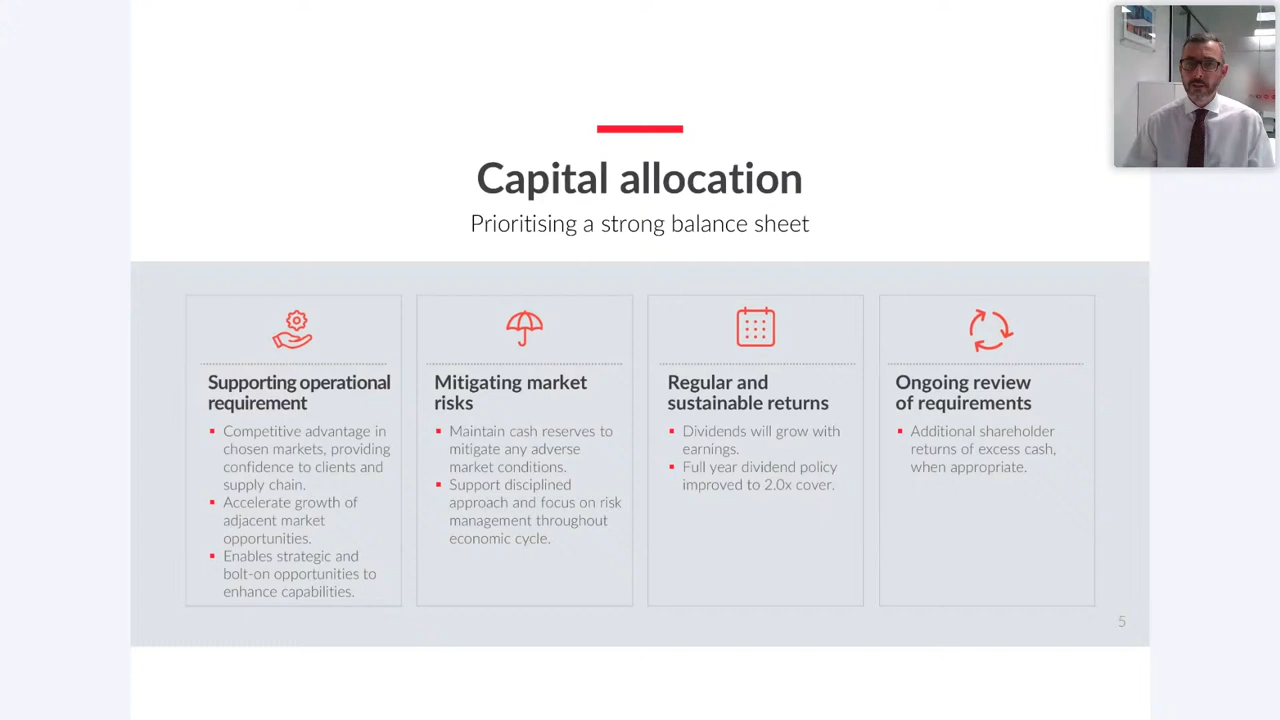 Capital allocation
Prioritising a strong balance sheet
Supporting operational
requirement
▪ Competitive advantage in
chosen markets, providing
confidence to clients and
supply chain.
▪ Accelerate growth of
adjacent market
opportunities.
▪ Enables strategic and
bolt-on opportunities to
enhance capabilities.
Mitigating market
risks
▪ Maintain cash reserves to
mitigate any adverse
market conditions.
▪ Support disciplined
approach and focus on risk
management throughout
economic cycle.
Regular and
sustainable returns
▪ Dividends will grow with
earnings.
▪ Full year dividend policy
improved to 2.0x cover.
Ongoing review
of requirements
▪ Additional shareholder
returns of excess cash,
when appropriate.
5